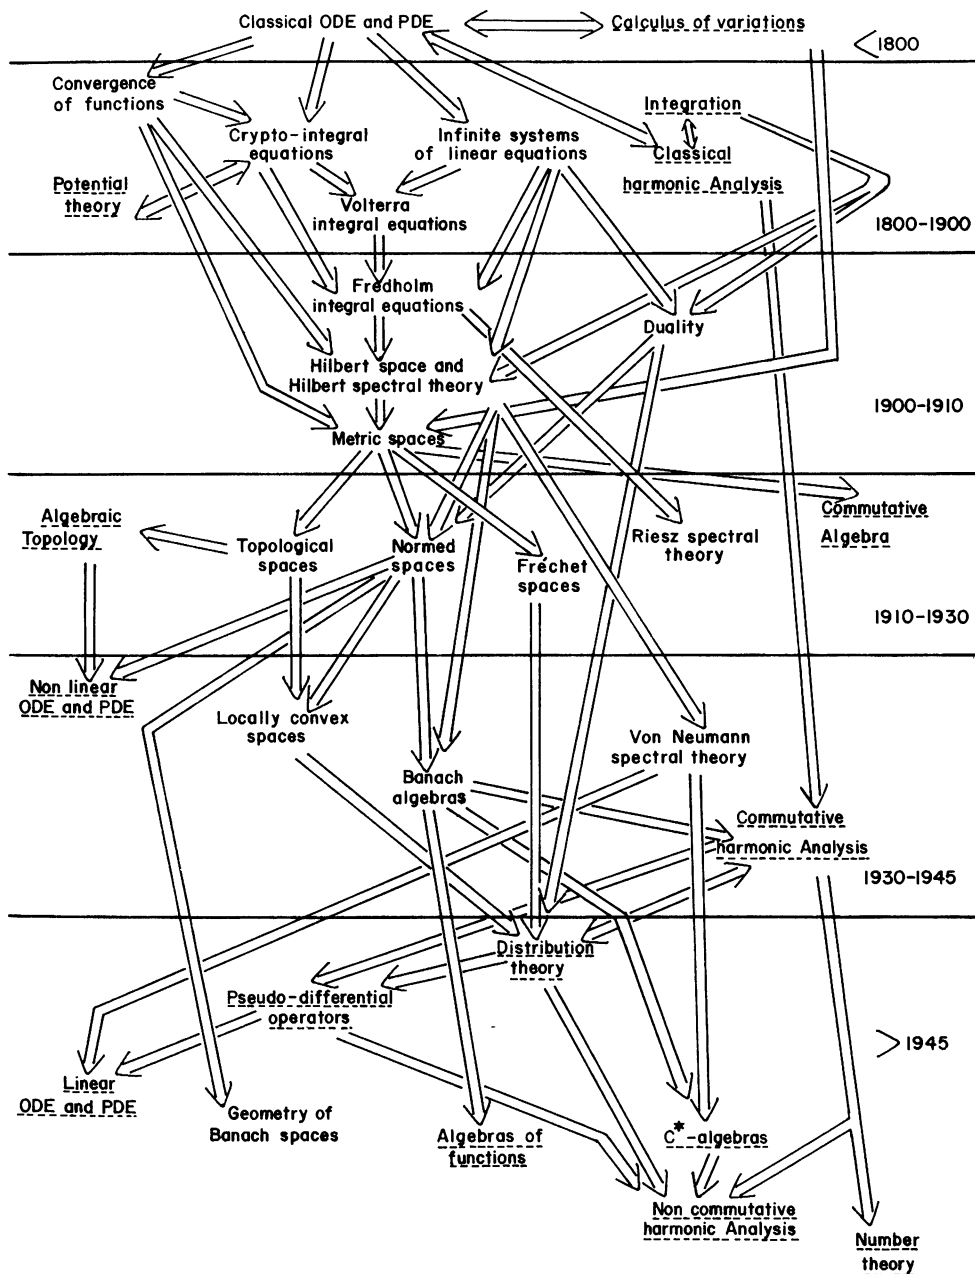 Classical ODE and PDE
Calculus of variations
<1800
Convergence
of functions
Integration
Crypto-integral
equations
Infinite systems
of linear equations
Classical
harmonic Analysis
Potential
theory
Volterra
integral equations
1800-1900
Fredholm
integral equations
Duality
Hilbert space and
Hilbert spectral theory
1900-1910
Metric spaces
Algebraic
Topology
Topological
spaces
Normed
spaces
Fréchet
spaces
Riesz spectral
theory
Commutative
Algebra
1910-1930
Non linear
ODE and PDE
Locally convex
spaces
Von Neumann
spectral theory
Banach
algebras
Commutative
harmonic Analysis
1930-1945
Distribution
theory
Pseudo-differential
operators
>1945
Linear
ODE and PDE
Geometry of
Banach spaces
Algebras of
functions
C*-algebras
Non commutative
harmonic Analysis
Number
theory